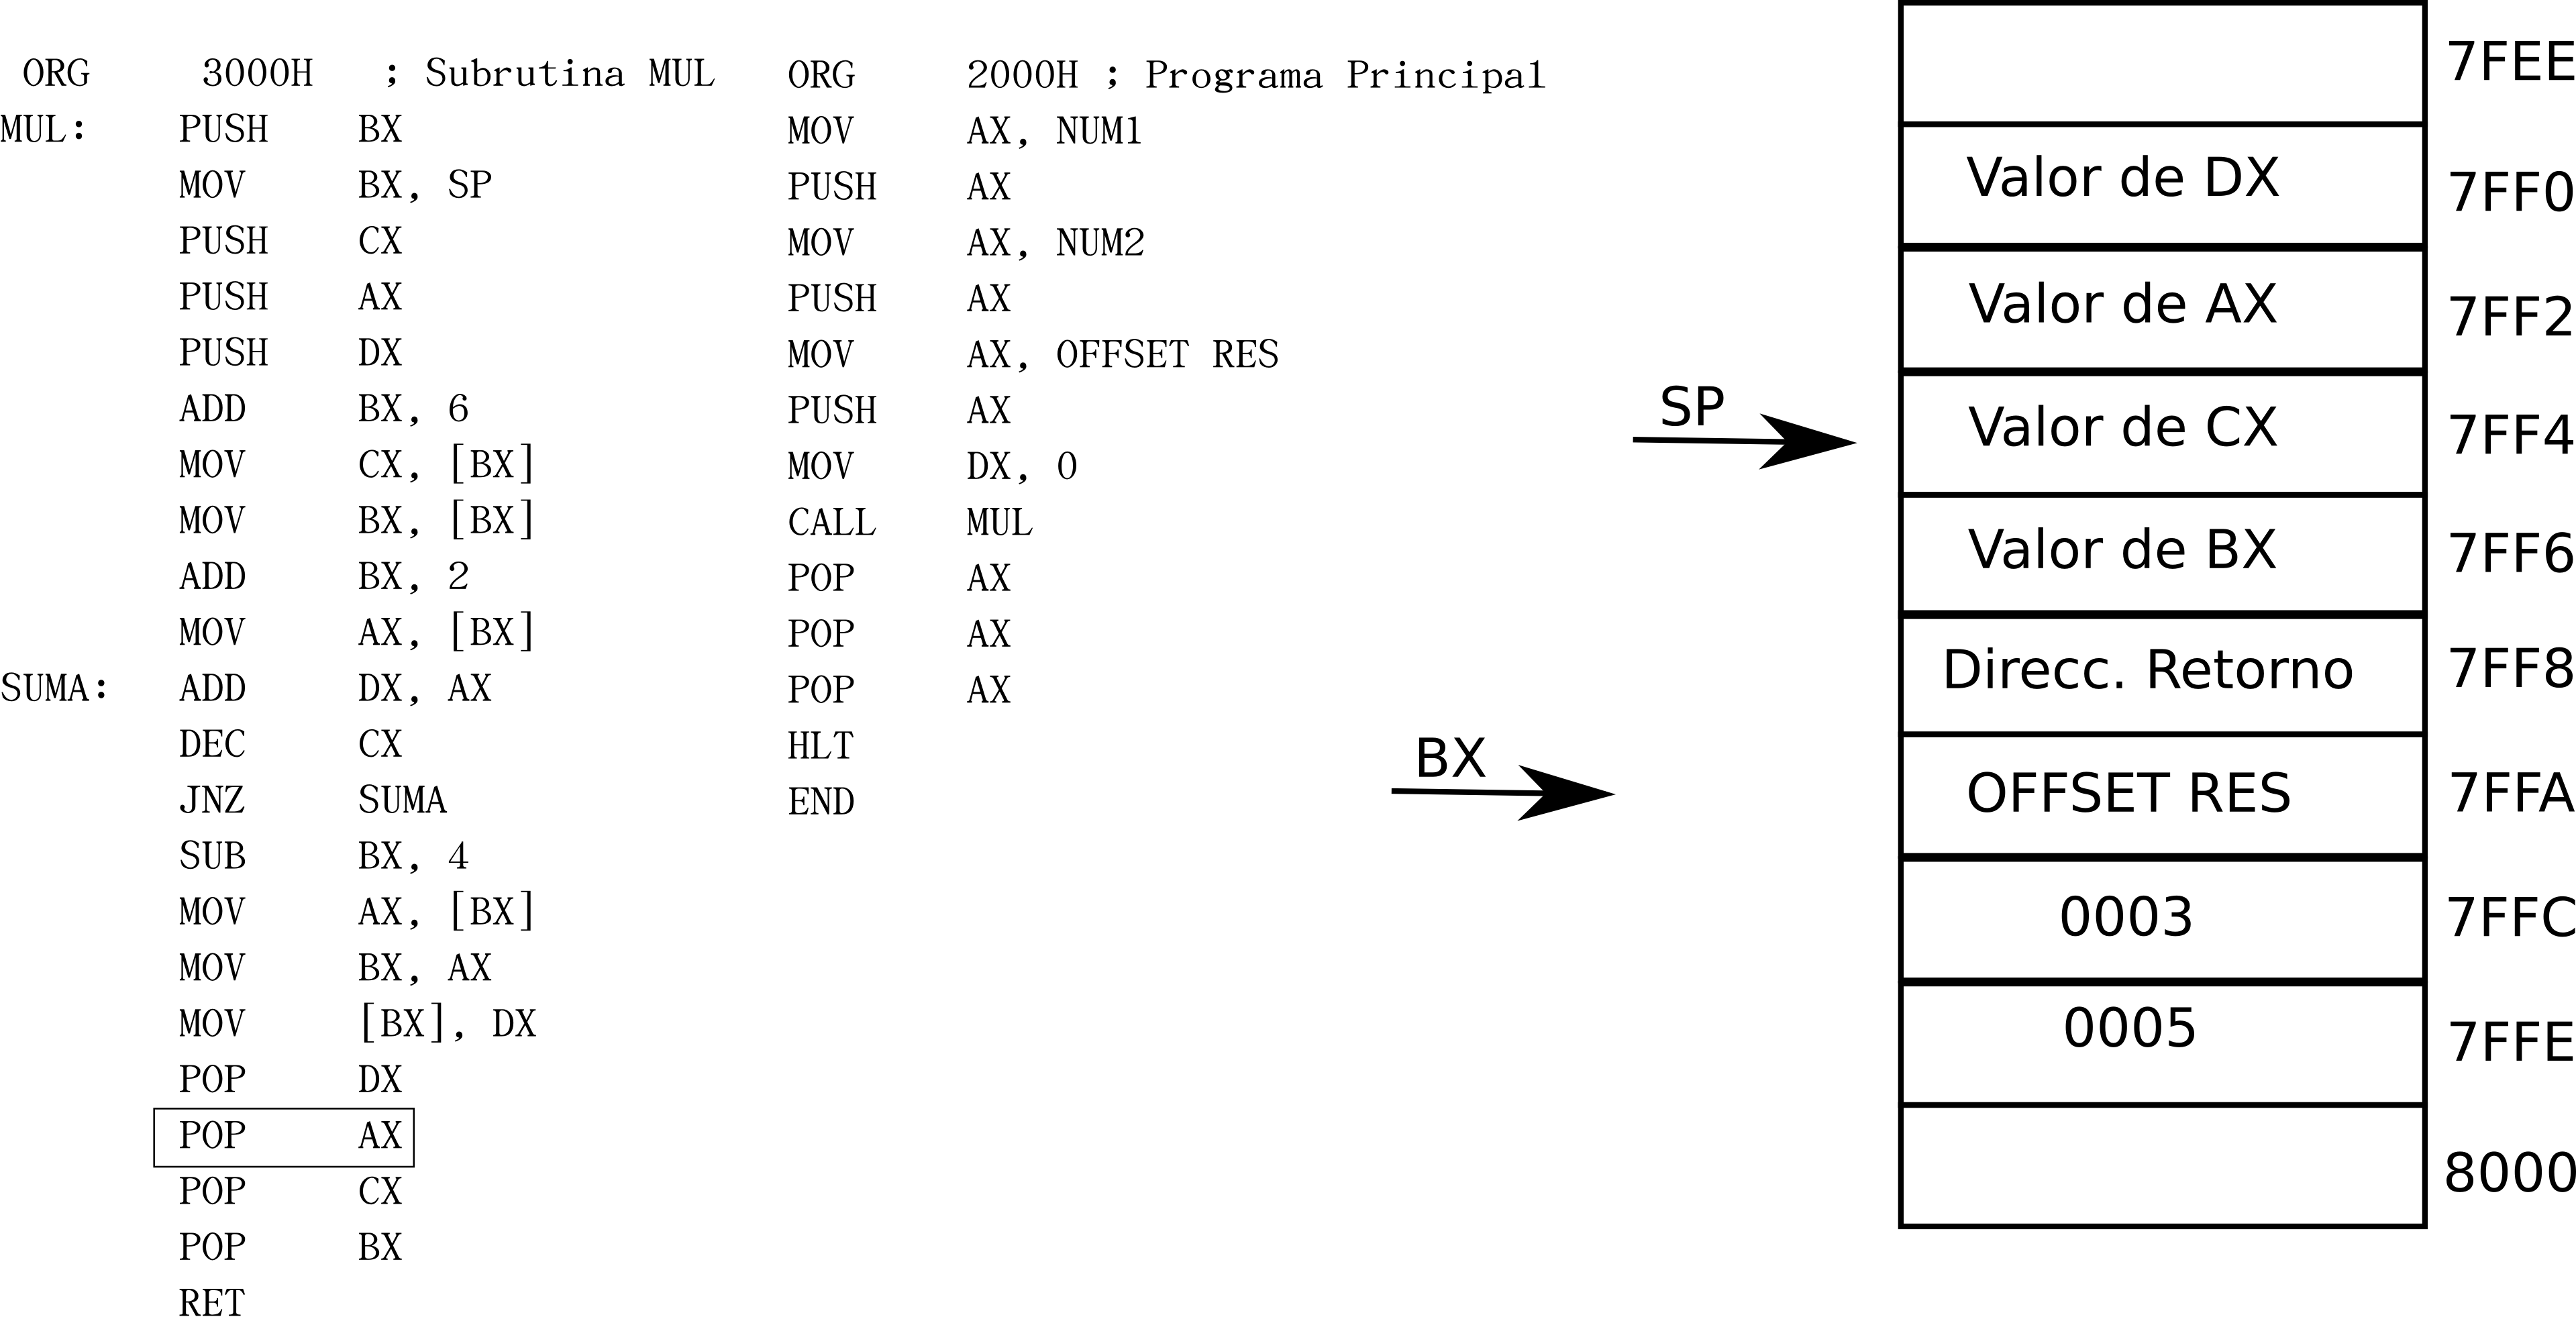 ORG 3000H ; Subrutina MUL
MUL: PUSH BX
MOV BX, SP
PUSH CX
PUSH AX
PUSH DX
ADD BX, 6
MOV CX, [BX]
MOV BX, [BX]
ADD BX, 2
MOV AX, [BX]
SUMA: ADD DX, AX
DEC CX
JNZ SUMA
SUB BX, 4
MOV AX, [BX]
MOV BX, AX
MOV [BX], DX
POP DX
POP AX
POP CX
POP BX
RET
ORG 2000H ; Programa Principal
MOV AX, NUM1
PUSH AX
MOV AX, NUM2
PUSH AX
MOV AX, OFFSET RES
PUSH AX
MOV DX, 0
CALL MUL
POP AX
POP AX
POP AX
HLT
END
SP
BX
7FEE
Valor de DX 7FF0
Valor de AX 7FF2
Valor de CX 7FF4
Valor de BX 7FF6
Direcc. Retorno 7FF8
OFFSET RES 7FFA
0003 7FFC
0005 7FFE
8000